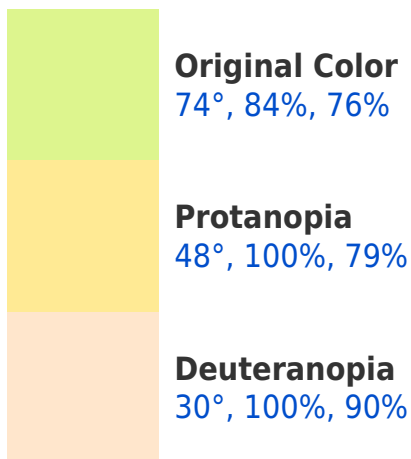 Original Color
74°, 84%, 76%
Protanopia
48°, 100%, 79%
Deuteranopia
30°, 100%, 90%